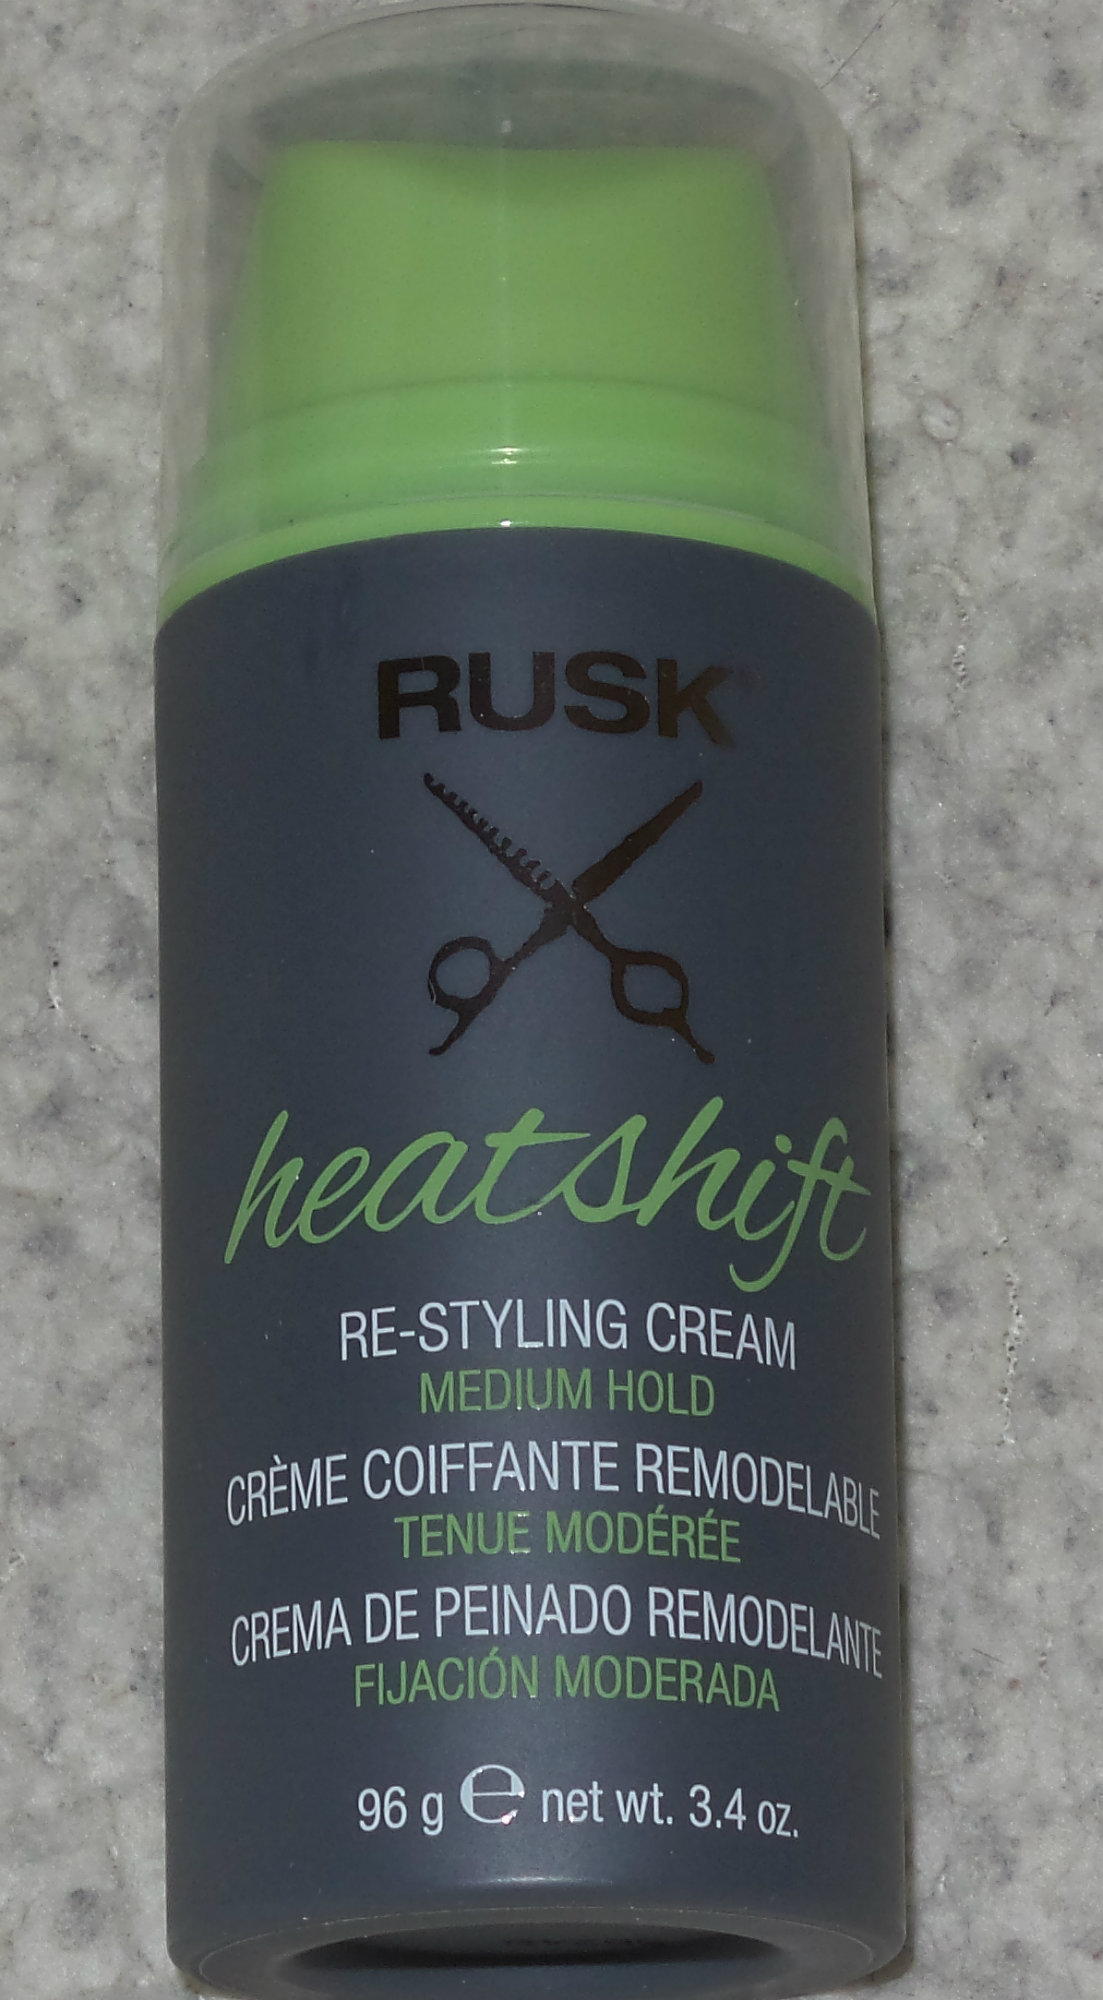 RUSK
heatshift
RE-STYLING CREAM
MEDIUM HOLD
CRÈME COIFFANTE REMODELABLE
TENUE MODÉRÉE
CREMA DE PEINADO REMODELANTE
FIJACIÓN MODERADA
96 g ℮ net wt. 3.4 oz.